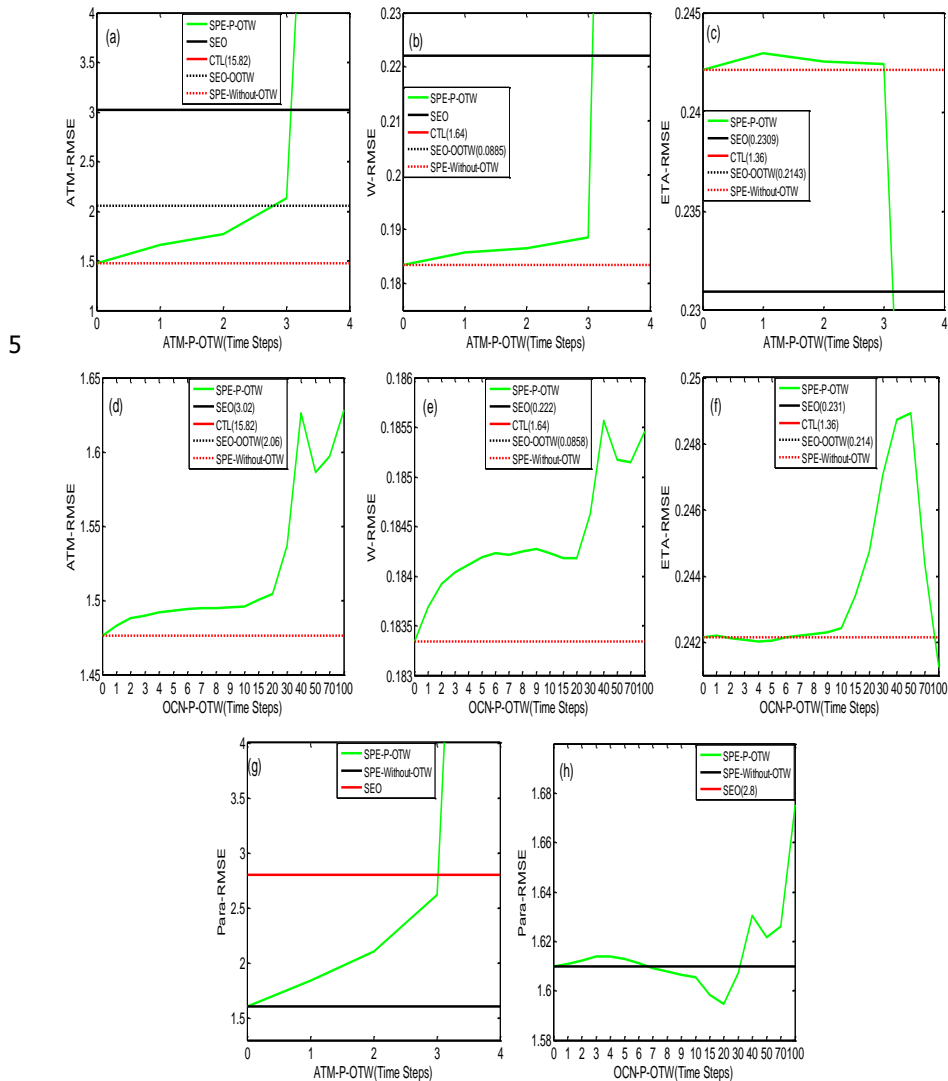 (a)
4
3.5
3
2.5
2
1.5
1
ATM-RMSE
SPE-P-OTW
SEO
CTL(15.82)
SEO-OOTW
SPE-Without-OTW
0 1 2 3 4
ATM-P-OTW(Time Steps)
(b)
0.23
0.22
0.21
0.2
0.19
0.18
0.175
W-RMSE
SPE-P-OTW
SEO
CTL(1.64)
SEO-OOTW(0.0885)
SPE-Without-OTW
0 1 2 3 4
ATM-P-OTW(Time Steps)
(c)
0.245
0.24
0.235
0.23
ETA-RMSE
SPE-P-OTW
SEO(0.2309)
CTL(1.36)
SEO-OOTW(0.2143)
SPE-Without-OTW
0 1 2 3 4
ATM-P-OTW(Time Steps)
5
(d)
1.65
1.6
1.55
1.5
1.45
ATM-RMSE
SPE-P-OTW
SEO(3.02)
CTL(15.82)
SEO-OOTW(2.06)
SPE-Without-OTW
0 1 2 3 4 5 6 7 8 9 10 15 20 30 40 50 70 100
OCN-P-OTW(Time Steps)
(e)
0.186
0.1855
0.185
0.1845
0.184
0.1835
0.183
W-RMSE
SPE-P-OTW
SEO(0.222)
CTL(1.64)
SEO-OOTW(0.0858)
SPE-Without-OTW
0 1 2 3 4 5 6 7 8 9 10 15 20 30 40 50 70 100
OCN-P-OTW(Time Steps)
(f)
0.25
0.248
0.246
0.244
0.242
ETA-RMSE
SPE-P-OTW
SEO(0.231)
CTL(1.36)
SEO-OOTW(0.214)
SPE-Without-OTW
0 1 2 3 4 5 6 7 8 9 10 15 20 30 40 50 70 100
OCN-P-OTW(Time Steps)
(g)
4
3.5
3
2.5
2
1.5
Para-RMSE
SPE-P-OTW
SPE-Without-OTW
SEO
0 1 2 3 4
ATM-P-OTW(Time Steps)
(h)
1.68
1.66
1.64
1.62
1.6
1.58
Para-RMSE
SPE-P-OTW
SPE-Without-OTW
SEO(2.8)
0 1 2 3 4 5 6 7 8 9 10 15 20 30 40 50 70 100
OCN-P-OTW(Time Steps)